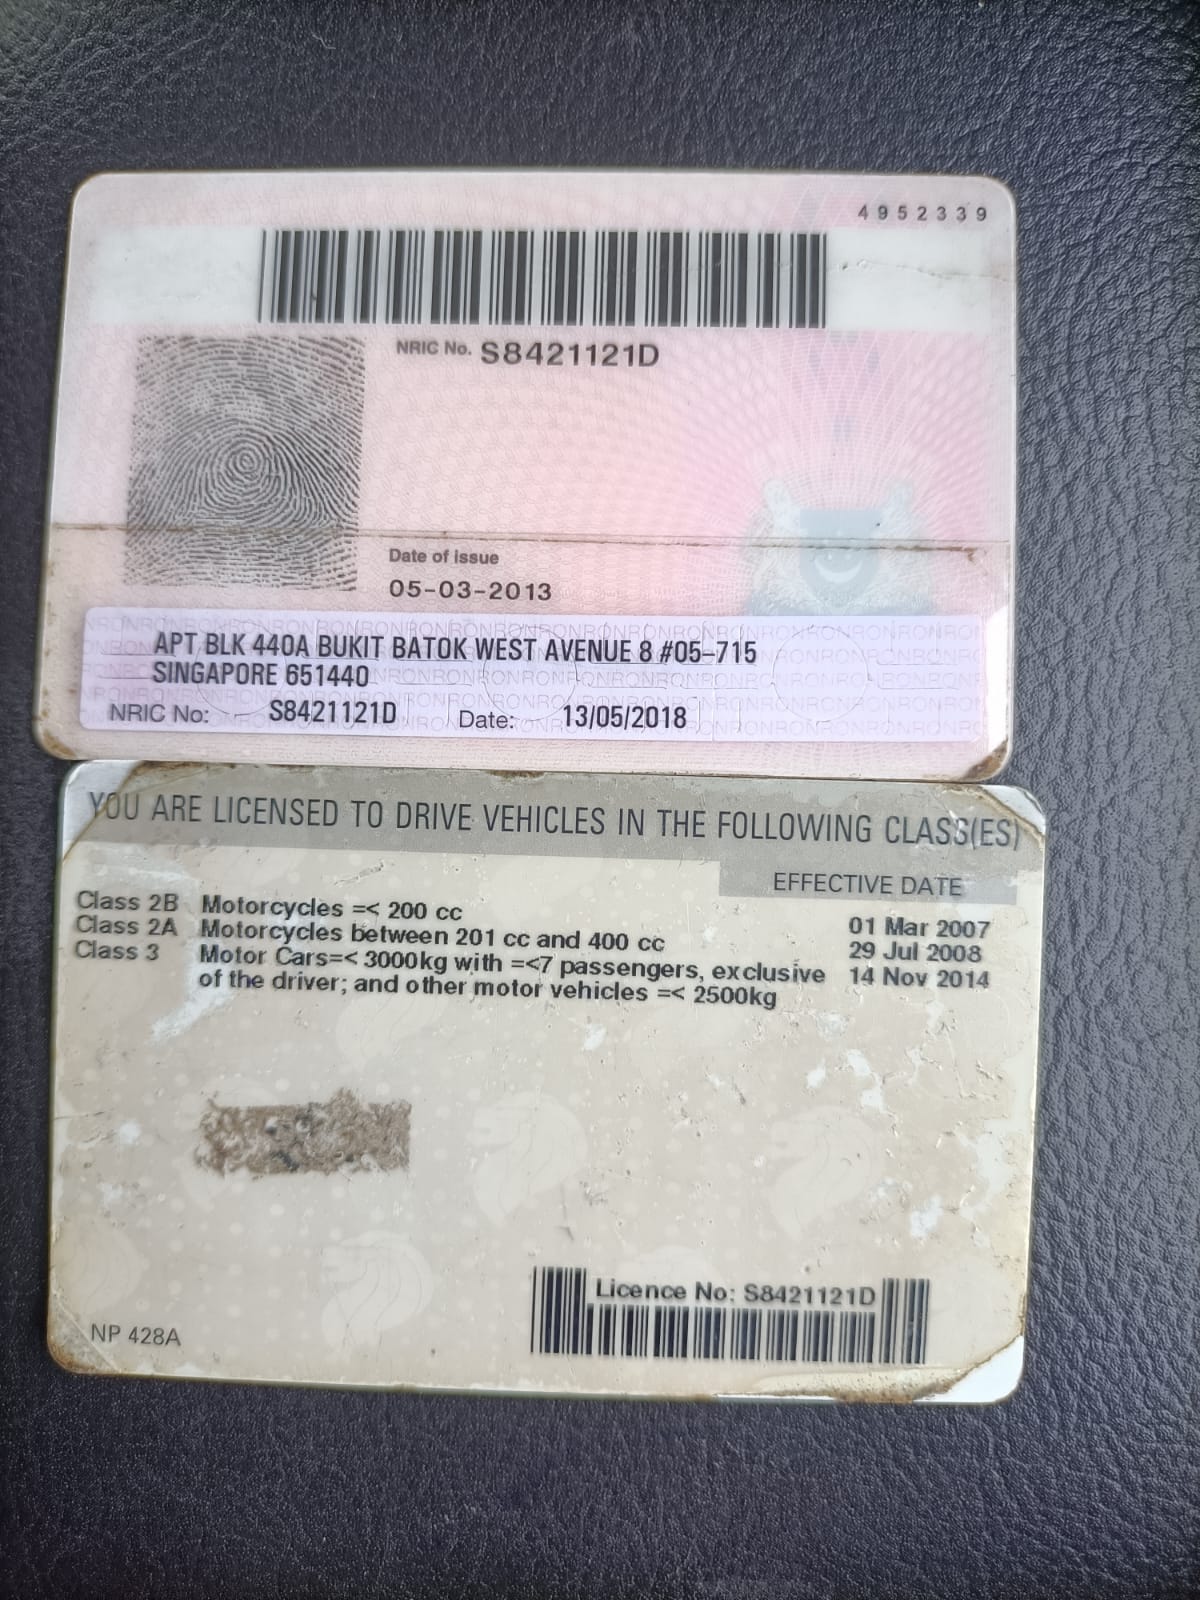 4952339
NRIC No. S8421121D
Date of issue
05-03-2013
APT BLK 440A BUKIT BATOK WEST AVENUE 8 #05-715
SINGAPORE 651440
NRIC No: S8421121D Date: 13/05/2018
YOU ARE LICENSED TO DRIVE VEHICLES IN THE FOLLOWING CLASS(ES)
EFFECTIVE DATE
Class 2B Motorcycles =< 200 cc 01 Mar 2007
Class 2A Motorcycles between 201 cc and 400 cc 29 Jul 2008
Class 3 Motor Cars=< 3000kg with =<7 passengers, exclusive 14 Nov 2014
of the driver; and other motor vehicles =< 2500kg
Licence No: S8421121D
NP 428A